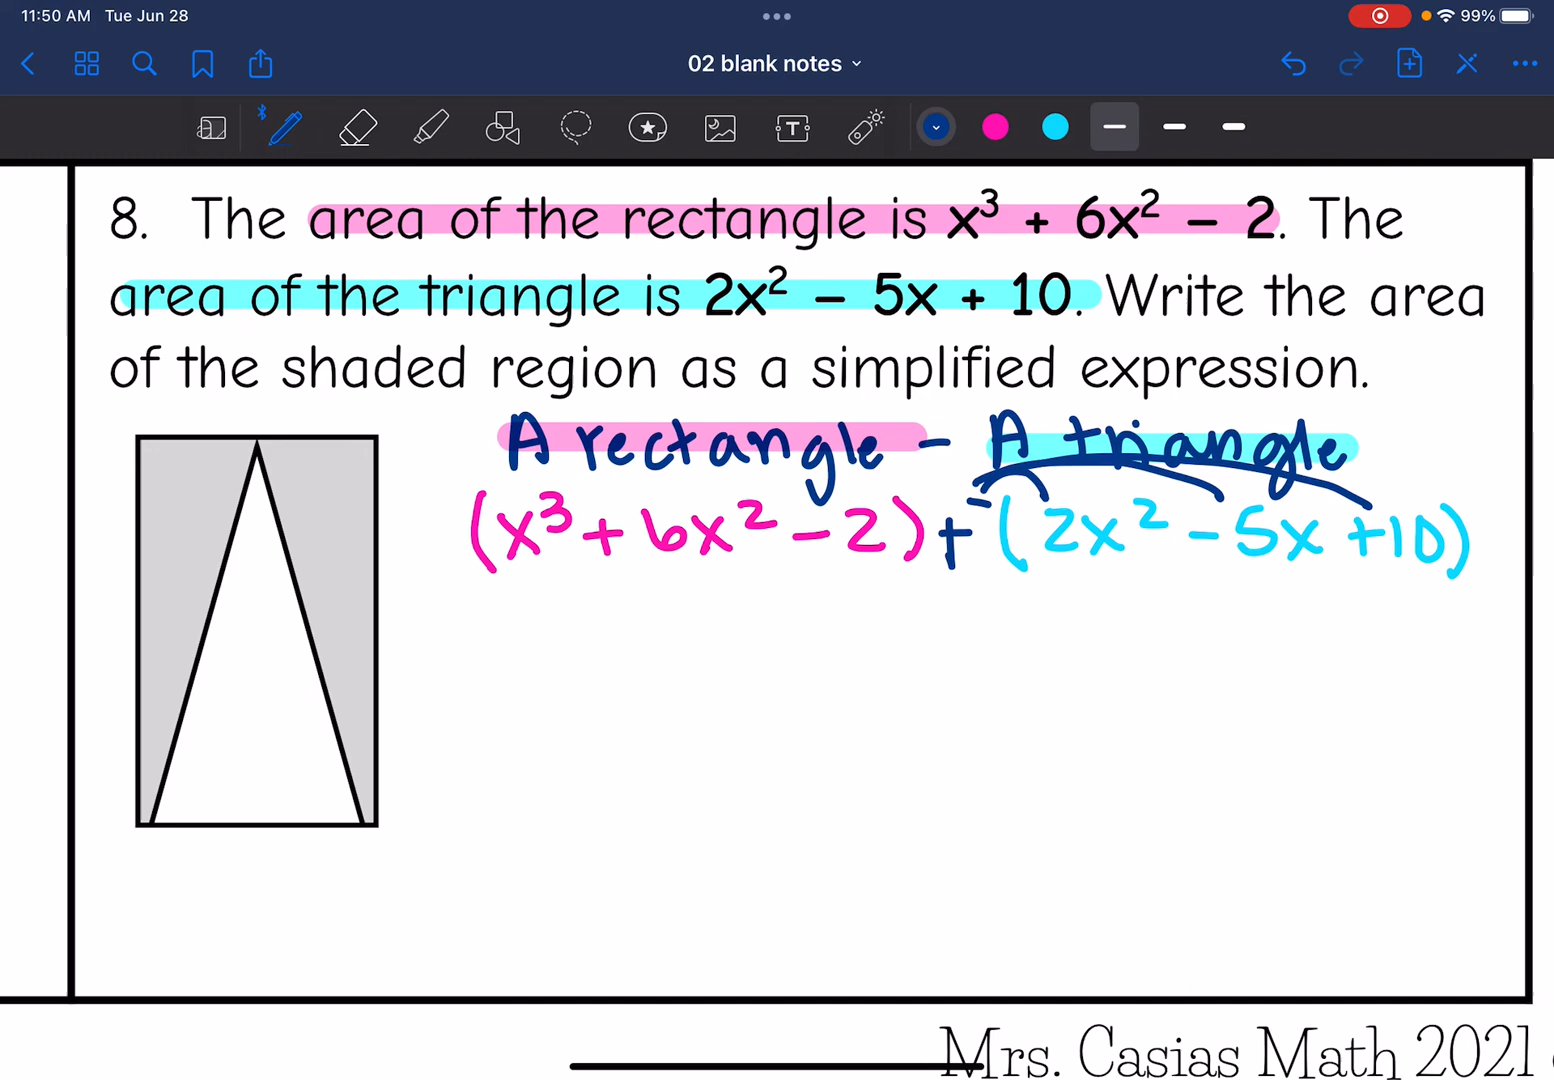 11:50 AM Tue Jun 28
99%
02 blank notes
T
8. The area of the rectangle is x³ + 6x² − 2. The
area of the triangle is 2x² − 5x + 10. Write the area
of the shaded region as a simplified expression.
A rectangle − A triangle
(x³ + 6x² − 2) + −(2x² − 5x + 10)
Mrs. Casias Math 2021